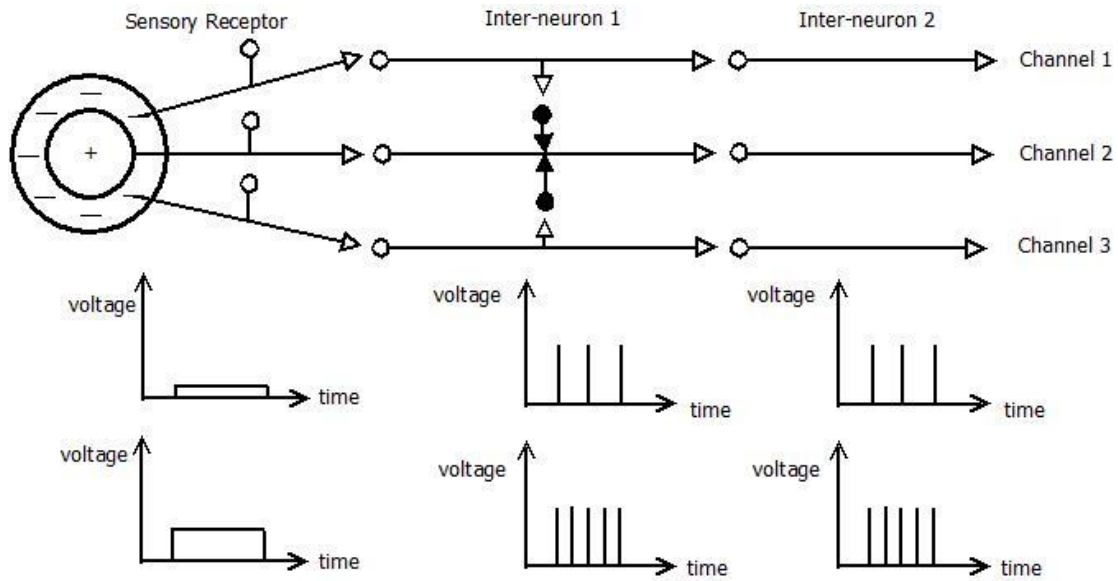 Sensory Receptor
Inter-neuron 1
Inter-neuron 2
Channel 1
+
Channel 2
Channel 3
voltage
time
voltage
time
voltage
time
voltage
time
voltage
time
voltage
time